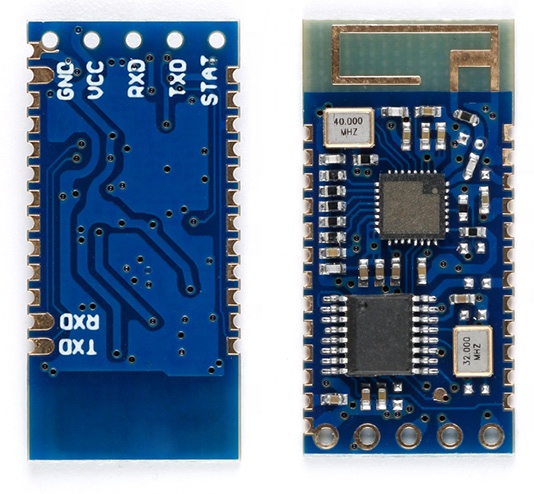 GND
VCC
RXD
TXD
STAT
RXD
TXD
40.000
MHZ
32.000
MHZ